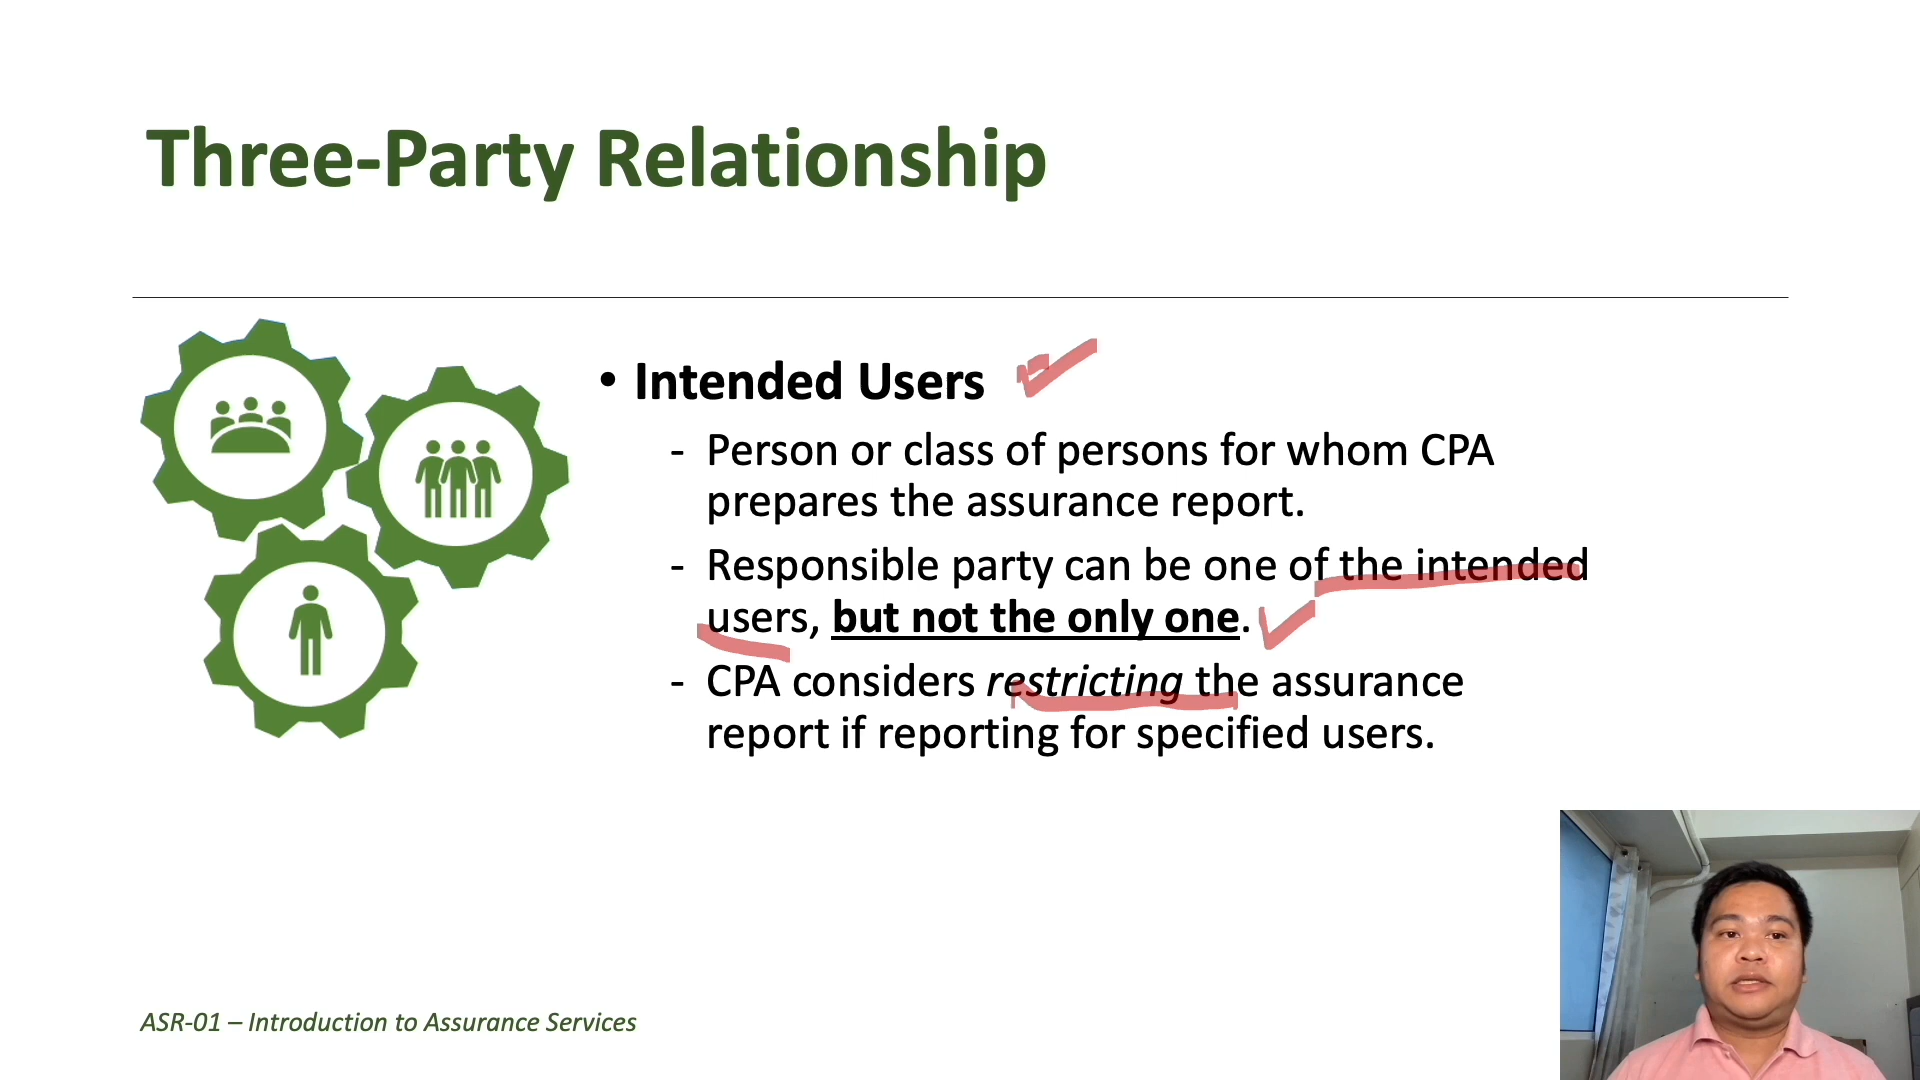 Three-Party Relationship
• Intended Users
- Person or class of persons for whom CPA
prepares the assurance report.
- Responsible party can be one of the intended
users, but not the only one.
- CPA considers restricting the assurance
report if reporting for specified users.
ASR-01 – Introduction to Assurance Services